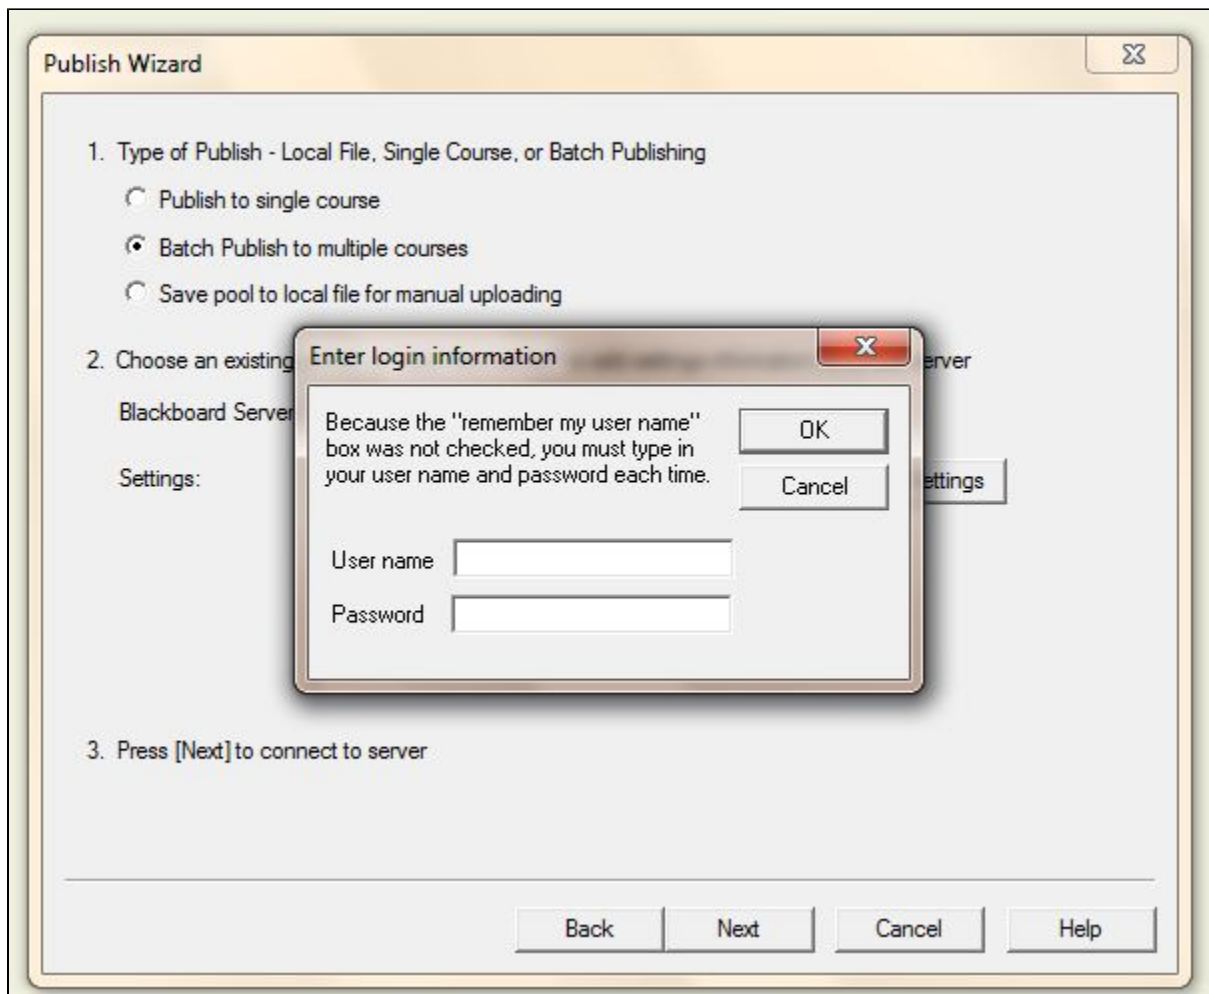 Publish Wizard
1. Type of Publish - Local File, Single Course, or Batch Publishing
Publish to single course
Batch Publish to multiple courses
Save pool to local file for manual uploading
2. Choose an existing erver
Blackboard Server
Settings: ettings
Enter login information
Because the "remember my user name"
box was not checked, you must type in
your user name and password each time.
OK
Cancel
User name
Password
3. Press [Next] to connect to server
Back Next Cancel Help